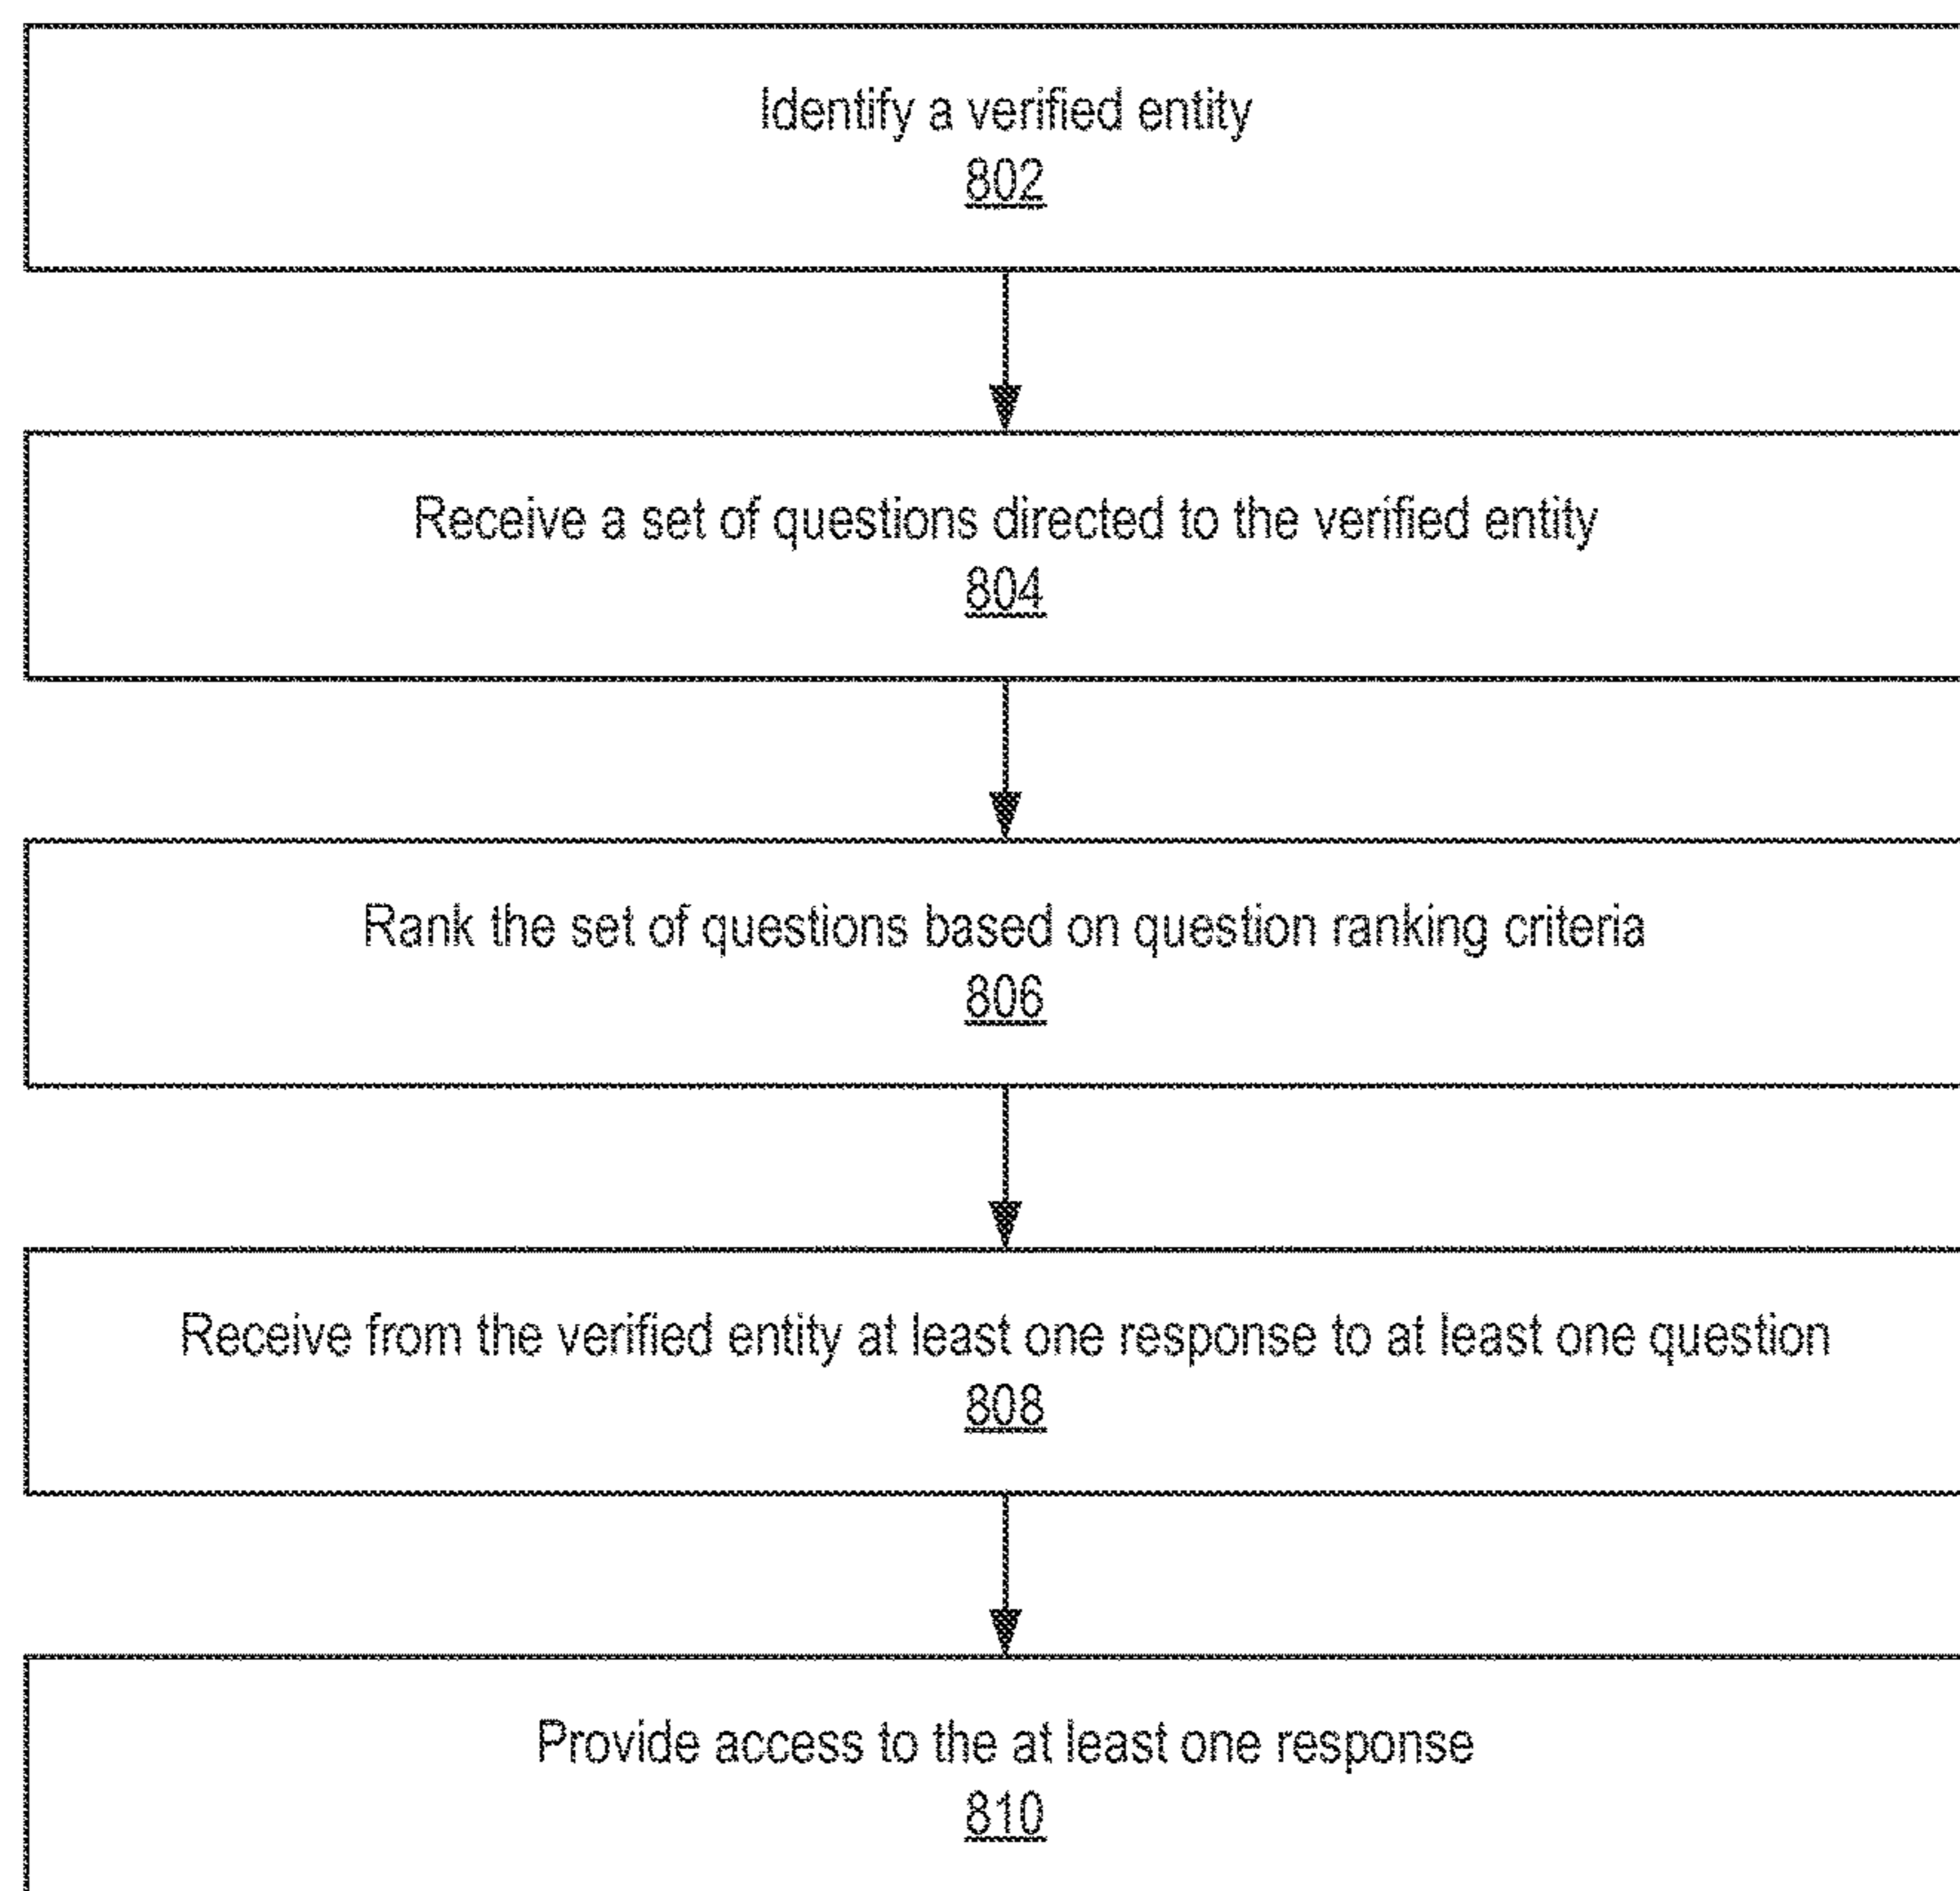 Identify a verified entity
802
Receive a set of questions directed to the verified entity
804
Rank the set of questions based on question ranking criteria
806
Receive from the verified entity at least one response to at least one question
808
Provide access to the at least one response
810